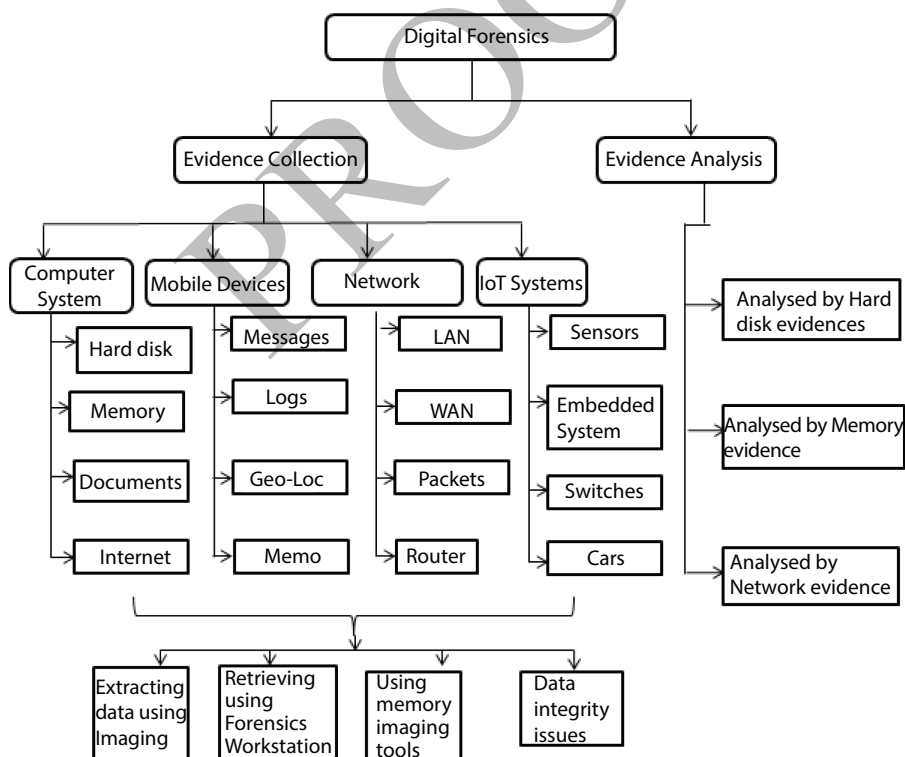 Digital Forensics
Evidence Collection
Evidence Analysis
Computer
System
Mobile Devices
Network
IoT Systems
Hard disk
Memory
Documents
Internet
Messages
Logs
Geo-Loc
Memo
LAN
WAN
Packets
Router
Sensors
Embedded
System
Switches
Cars
Analysed by Hard
disk evidences
Analysed by Memory
evidence
Analysed by
Network evidence
Extracting
data using
Imaging
Retrieving
using
Forensics
Workstation
Using
memory
imaging
tools
Data
integrity
issues
PROO